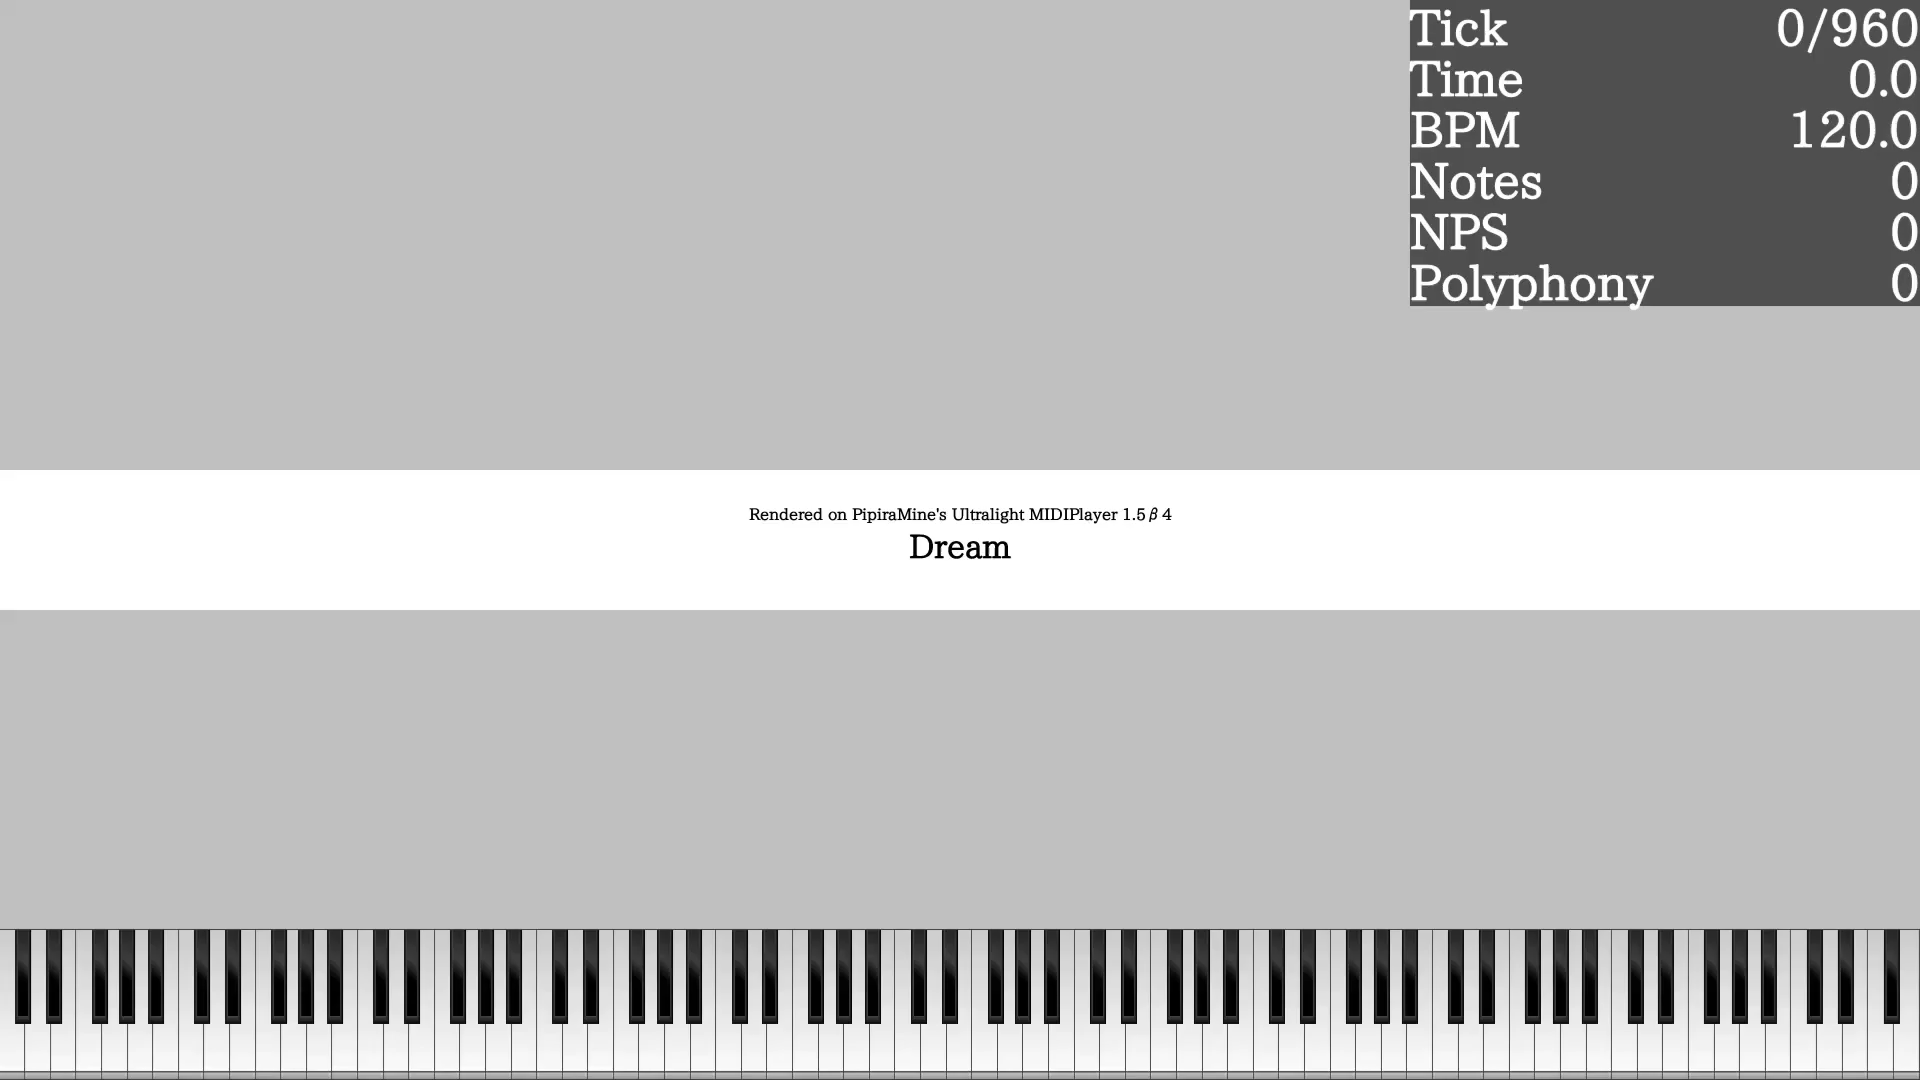 Tick 0/960
Time 0.0
BPM 120.0
Notes 0
NPS 0
Polyphony 0
Rendered on PipiraMine's Ultralight MIDIPlayer 1.5β4
Dream